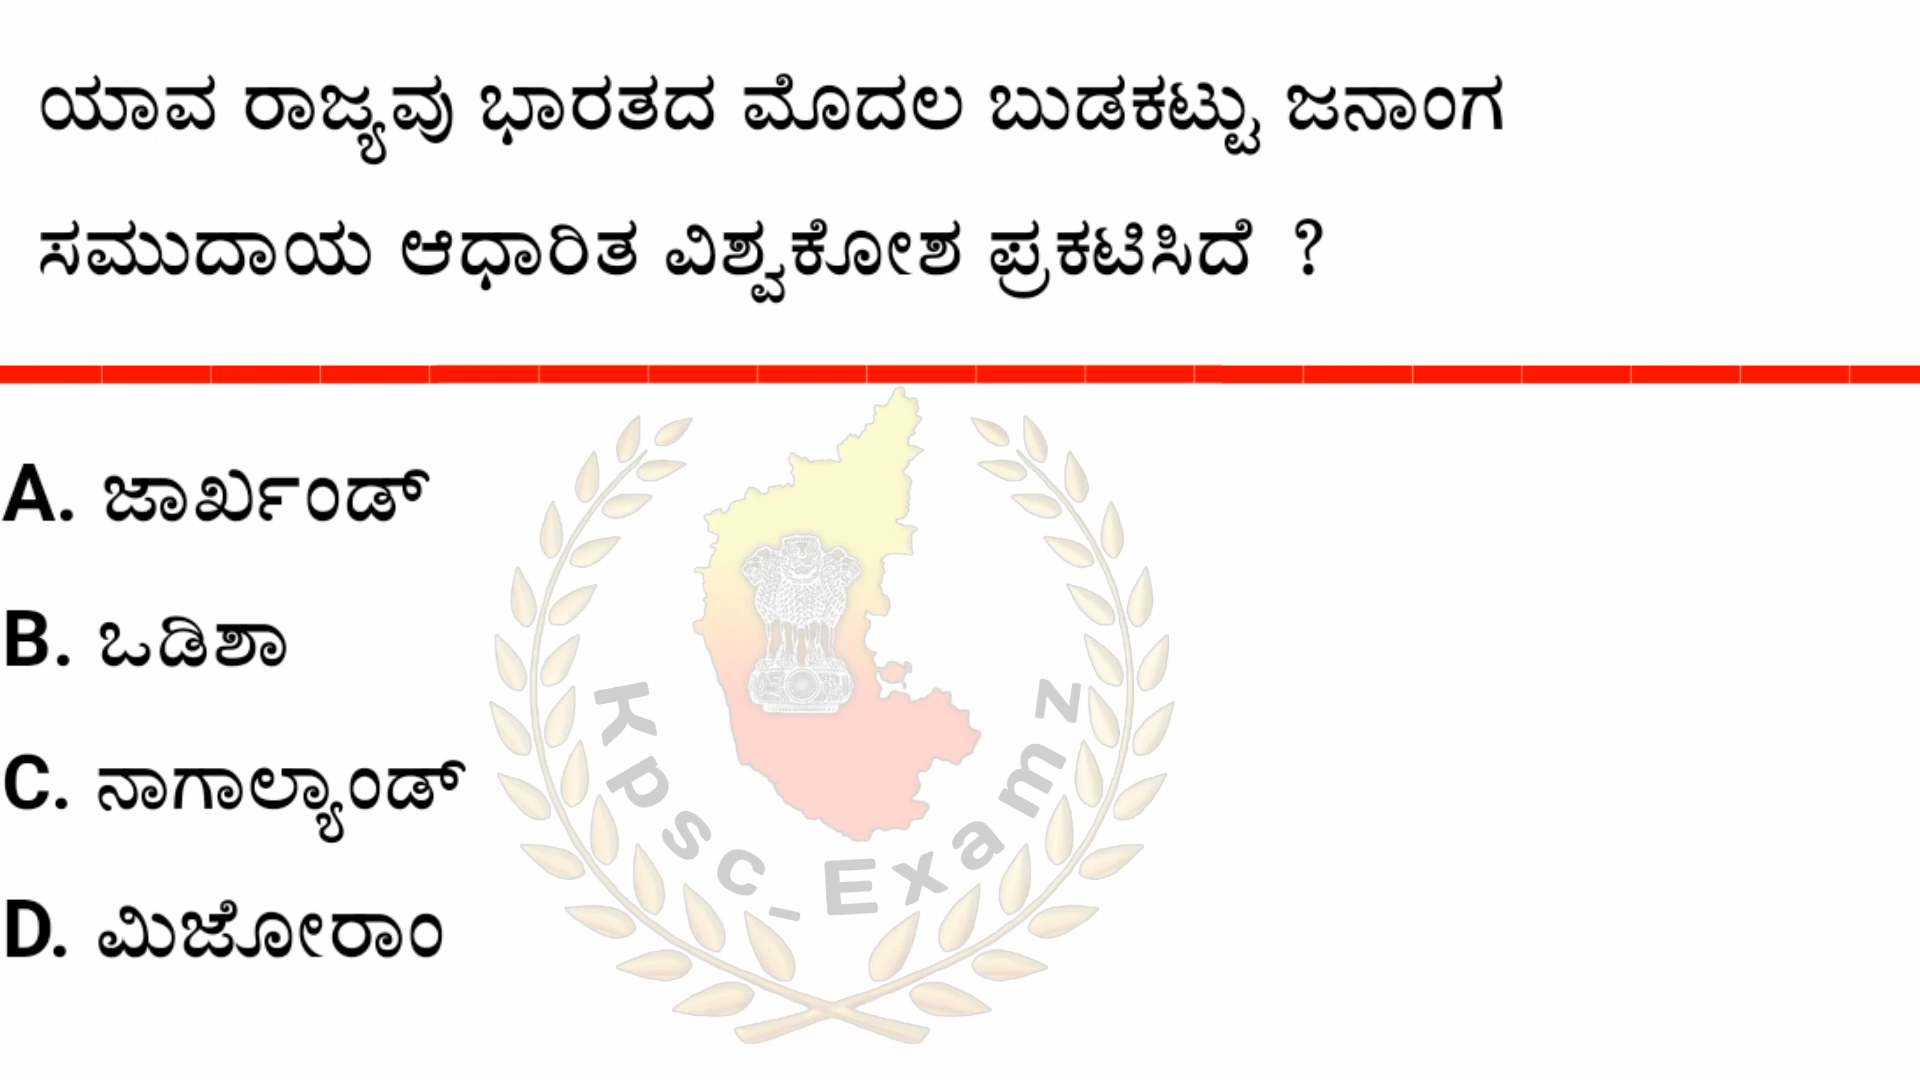 ಯಾವ ರಾಜ್ಯವು ಭಾರತದ ಮೊದಲ ಬುಡಕಟ್ಟು ಜನಾಂಗ
ಸಮುದಾಯ ಆಧಾರಿತ ವಿಶ್ವಕೋಶ ಪ್ರಕಟಿಸಿದೆ ?
A. ಜಾರ್ಖಂಡ್
B. ಒಡಿಶಾ
C. ನಾಗಾಲ್ಯಾಂಡ್
D. ಮಿಜೋರಾಂ
Kpsc_Examz